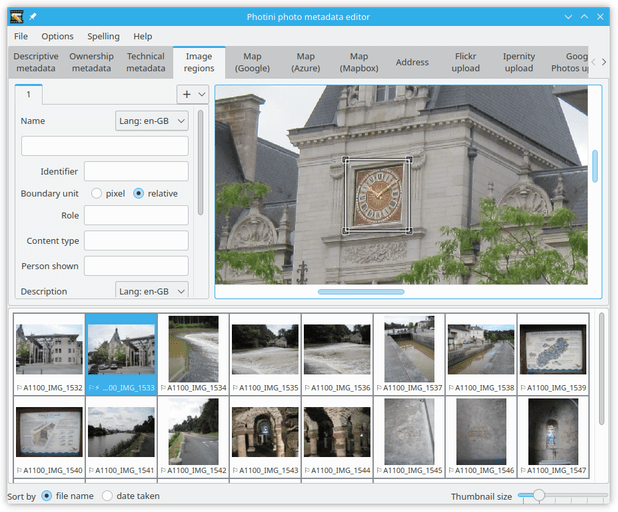 Photini photo metadata editor
File Options Spelling Help
Descriptive metadata
Ownership metadata
Technical metadata
Image regions
Map (Google)
Map (Azure)
Map (Mapbox)
Address
Flickr upload
Ipernity upload
Goog
Photos u
1
Name
Lang: en-GB
Identifier
Boundary unit pixel relative
Role
Content type
Person shown
Description Lang: en-GB
A1100_IMG_1532
...00_IMG_1533
A1100_IMG_1534
A1100_IMG_1535
A1100_IMG_1536
A1100_IMG_1537
A1100_IMG_1538
A1100_IMG_1539
A1100_IMG_1540
A1100_IMG_1541
A1100_IMG_1542
A1100_IMG_1543
A1100_IMG_1544
A1100_IMG_1545
A1100_IMG_1546
A1100_IMG_1547
Sort by file name date taken Thumbnail size